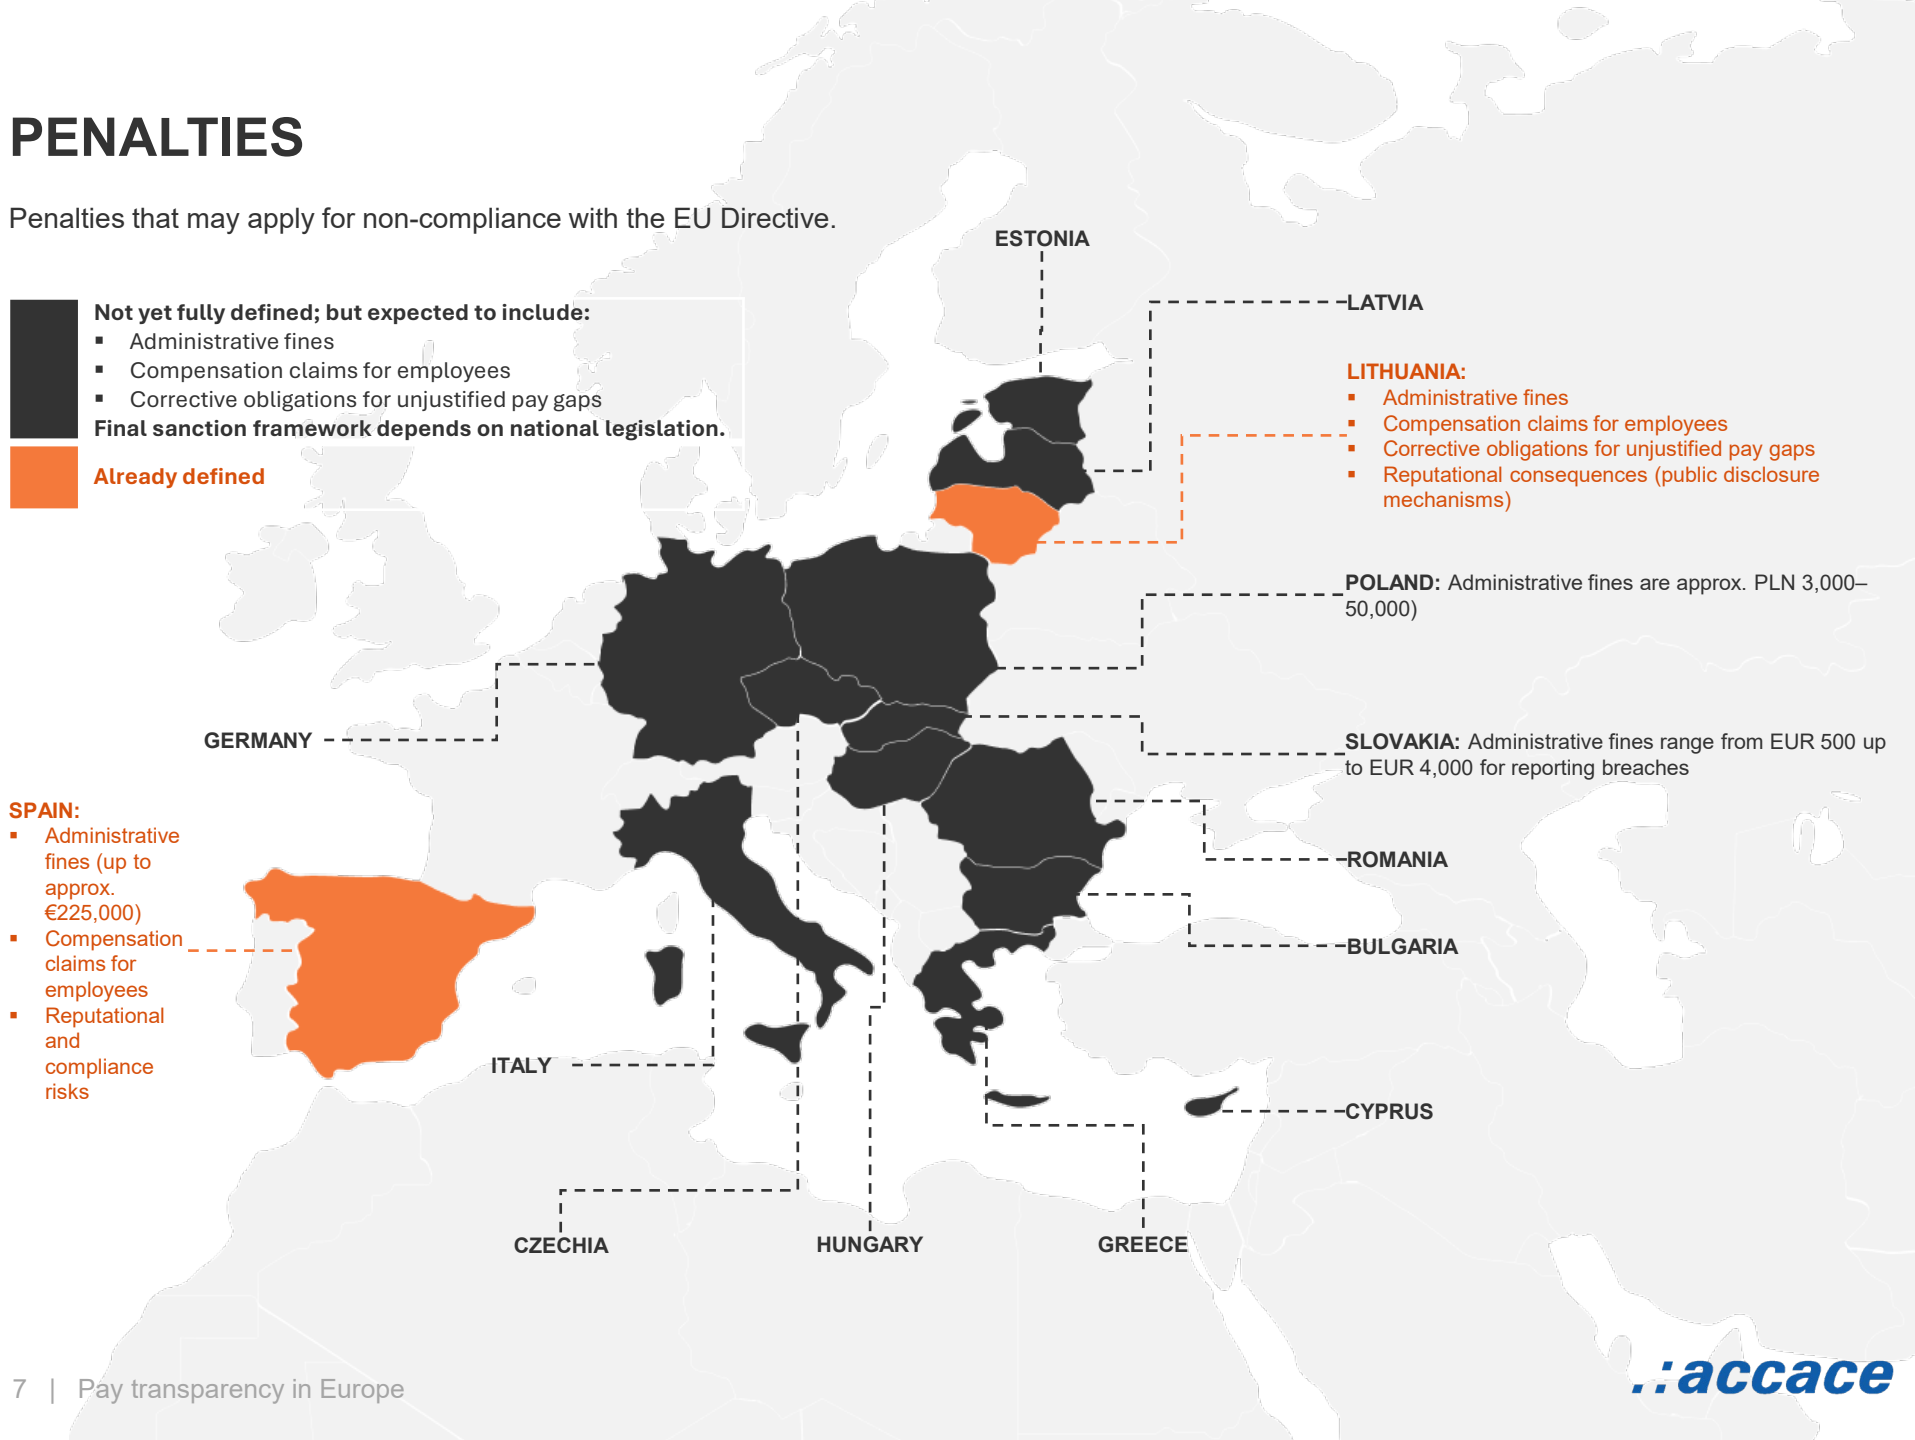 PENALTIES
Penalties that may apply for non-compliance with the EU Directive.
Not yet fully defined; but expected to include:
▪ Administrative fines
▪ Compensation claims for employees
▪ Corrective obligations for unjustified pay gaps
Final sanction framework depends on national legislation.
Already defined
ESTONIA
LATVIA
LITHUANIA:
▪ Administrative fines
▪ Compensation claims for employees
▪ Corrective obligations for unjustified pay gaps
▪ Reputational consequences (public disclosure
mechanisms)
POLAND: Administrative fines are approx. PLN 3,000–
50,000)
GERMANY
SLOVAKIA: Administrative fines range from EUR 500 up
to EUR 4,000 for reporting breaches
SPAIN:
▪ Administrative
fines (up to
approx.
€225,000)
▪ Compensation
claims for
employees
▪ Reputational
and
compliance
risks
ROMANIA
BULGARIA
ITALY
CYPRUS
CZECHIA
HUNGARY
GREECE
7 | Pay transparency in Europe
.:accace